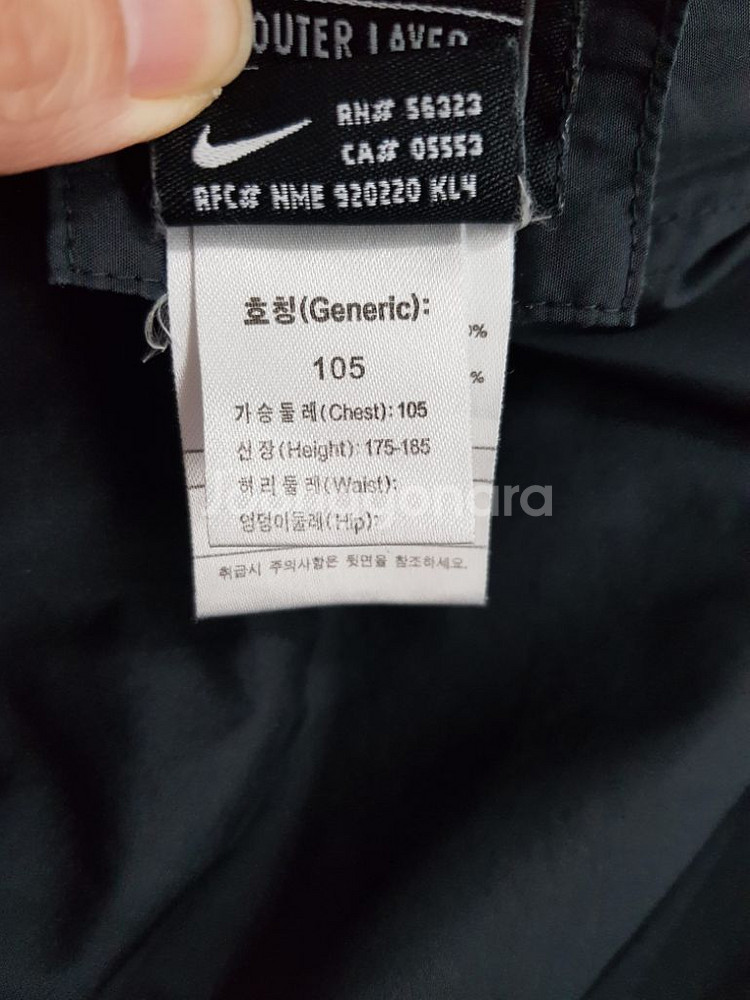 OUTER LAYER
RN# 56323
CA# 05553
RFC# NME 920220 KL4
호칭(Generic):
%
105
%
가슴둘레(Chest): 105
신장(Height): 175-185
허리둘레(Waist):
엉덩이둘레(Hip):
취급시 주의사항은 뒷면을 참조하세요.